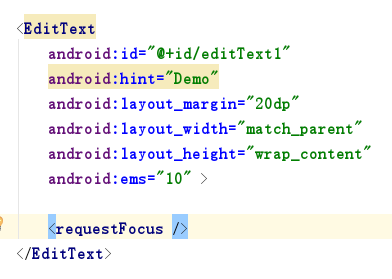 <EditText
android:id="@+id/editText1"
android:hint="Demo"
android:layout_margin="20dp"
android:layout_width="match_parent"
android:layout_height="wrap_content"
android:ems="10" >
<requestFocus />
</EditText>